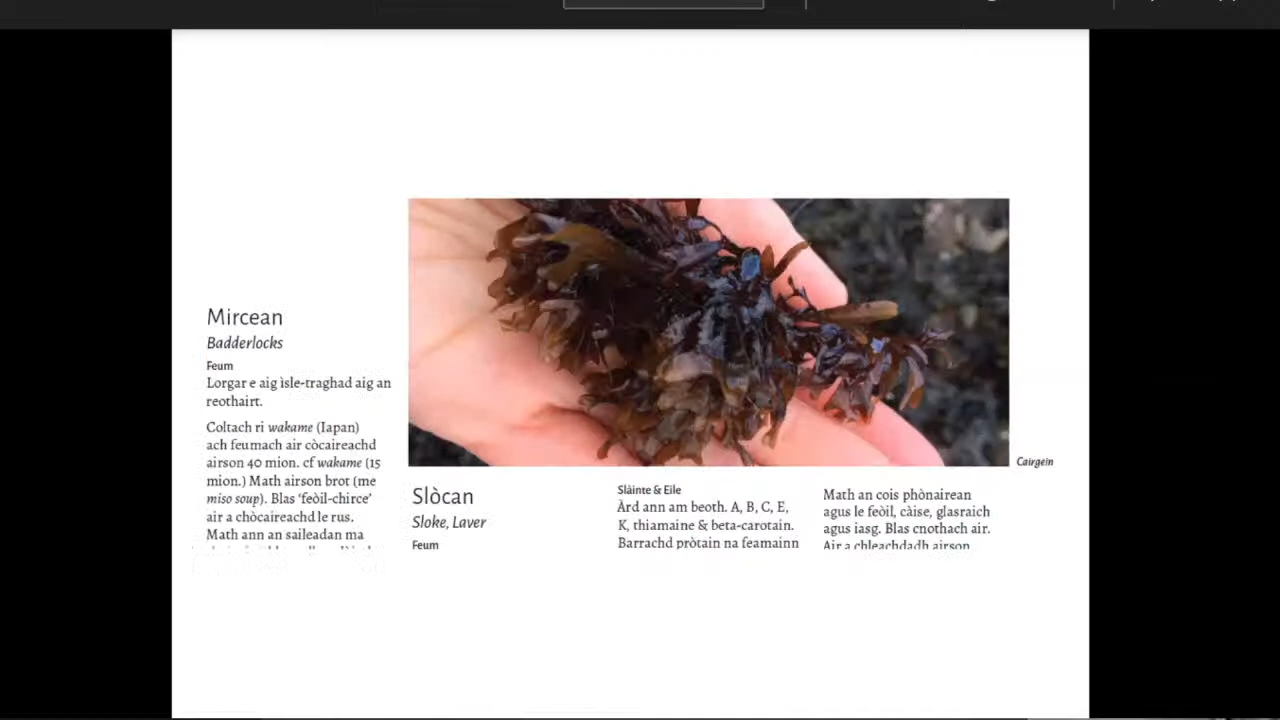 Mircean
Badderlocks
Feum
Lorgar e aig ìsle-traghad aig an
reothairt.
Coltach ri wakame (Iapan)
ach feumach air còcaireachd
airson 40 mion. cf wakame (15
mion.) Math airson brot (me
miso soup). Blas ‘feòil-chirce’
air a chòcaireachd le rus.
Math ann an saileadan ma
Cairgein
Slòcan
Sloke, Laver
Feum
Slàinte & Eile
Àrd ann am beoth. A, B, C, E,
K, thiamaine & beta-carotain.
Barrachd pròtain na feamainn
Math an cois phònairean
agus le feòil, càise, glasraich
agus iasg. Blas cnothach air.
Air a chleachdadh airson